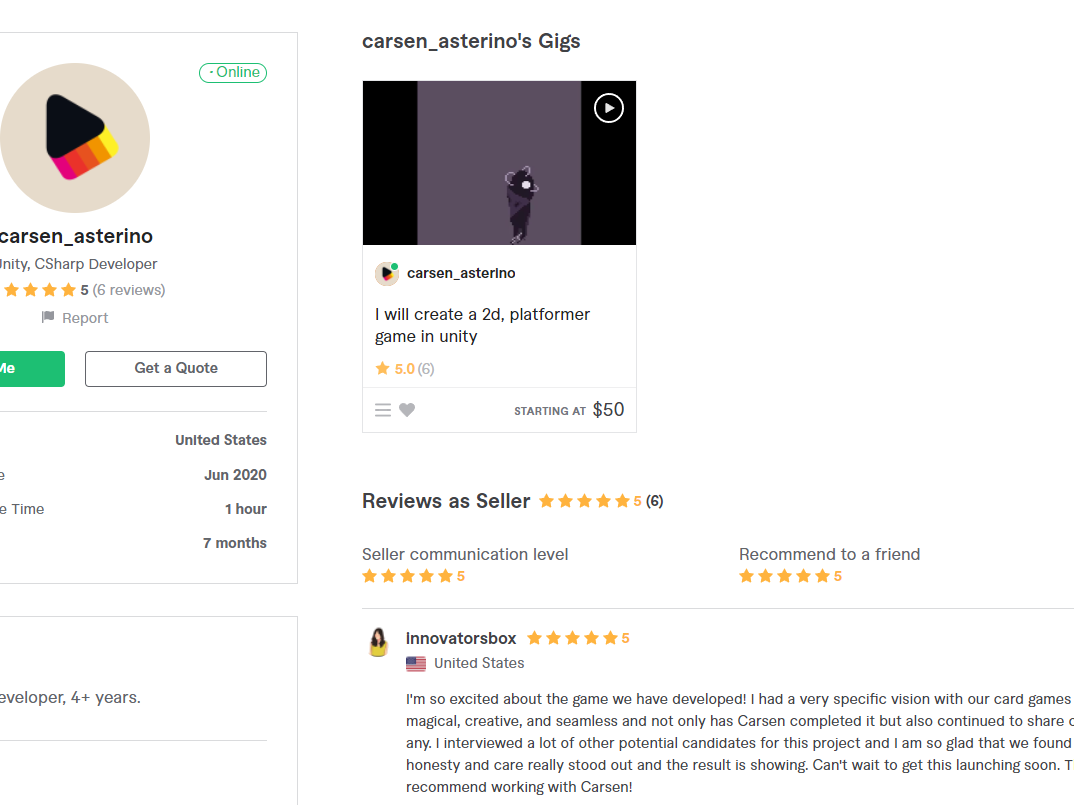 Online
carsen_asterino
Unity, CSharp Developer
5 (6 reviews)
Report
Me
Get a Quote
United States
Jun 2020
e Time
1 hour
7 months
eveloper, 4+ years.
carsen_asterino's Gigs
carsen_asterino
I will create a 2d, platformer
game in unity
5.0 (6)
STARTING AT $50
Reviews as Seller 5 (6)
Seller communication level
5
Recommend to a friend
5
innovatorsbox 5
United States
I'm so excited about the game we have developed! I had a very specific vision with our card games
magical, creative, and seamless and not only has Carsen completed it but also continued to share
any. I interviewed a lot of other potential candidates for this project and I am so glad that we found
honesty and care really stood out and the result is showing. Can't wait to get this launching soon. T
recommend working with Carsen!